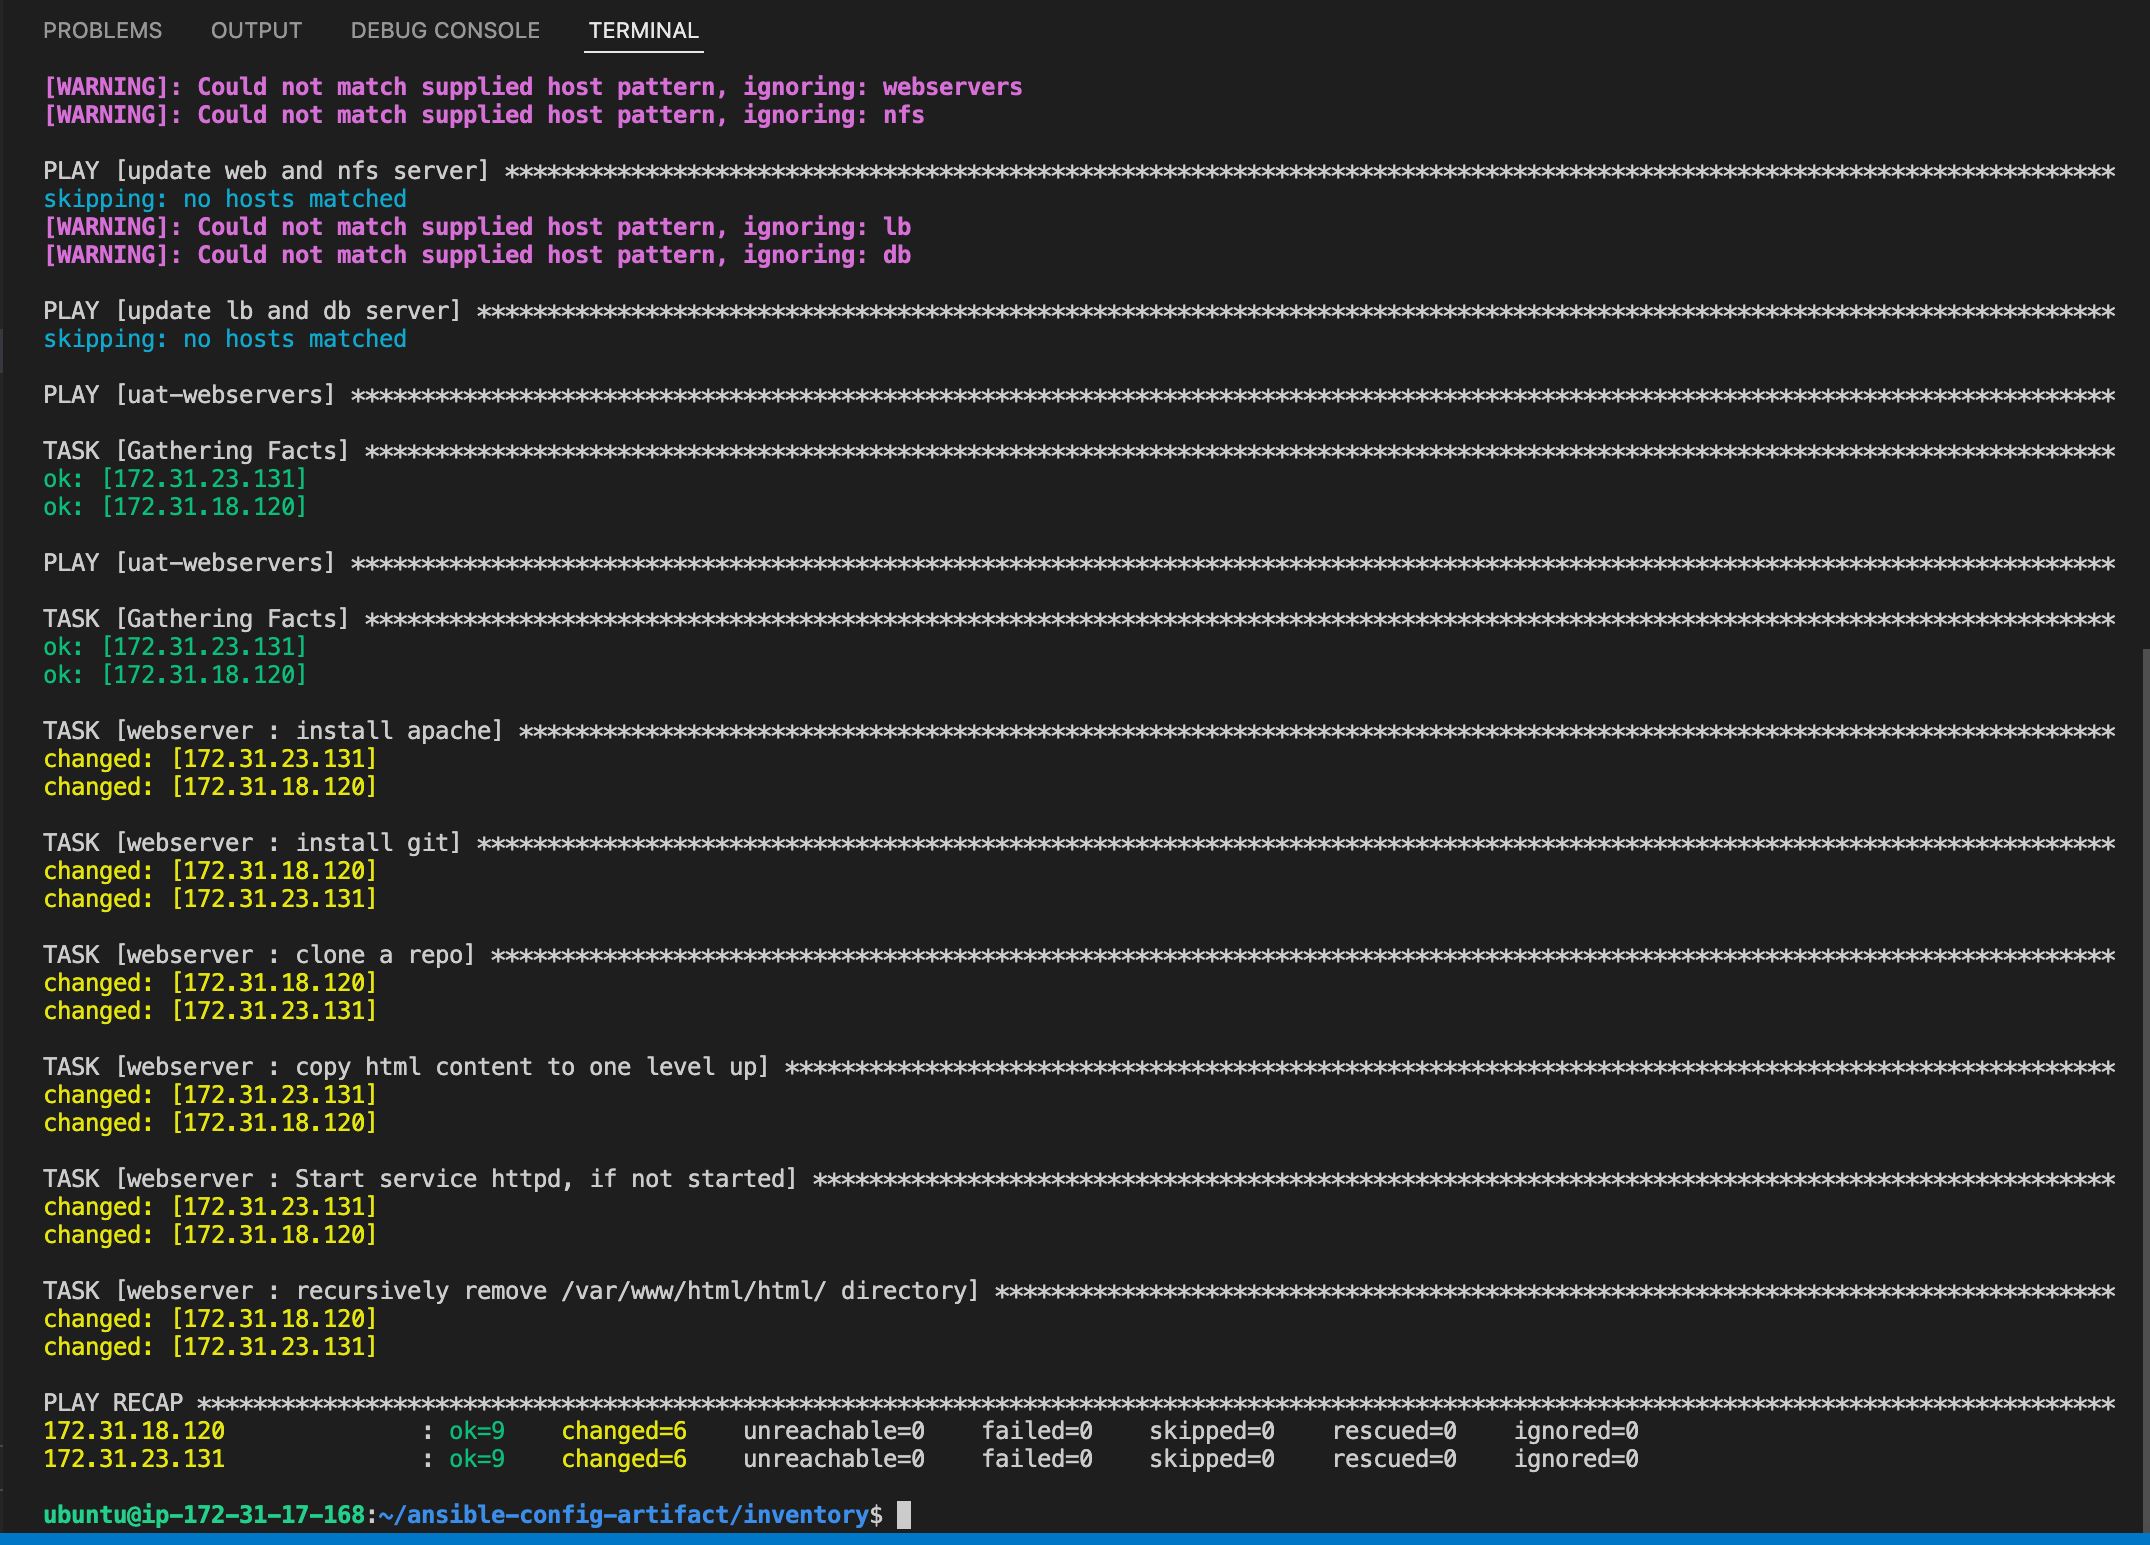 PROBLEMS OUTPUT DEBUG CONSOLE TERMINAL
[WARNING]: Could not match supplied host pattern, ignoring: webservers
[WARNING]: Could not match supplied host pattern, ignoring: nfs
PLAY [update web and nfs server] *******************************************************************************************************************
skipping: no hosts matched
[WARNING]: Could not match supplied host pattern, ignoring: lb
[WARNING]: Could not match supplied host pattern, ignoring: db
PLAY [update lb and db server] *********************************************************************************************************************
skipping: no hosts matched
PLAY [uat-webservers] ******************************************************************************************************************************
TASK [Gathering Facts] *****************************************************************************************************************************
ok: [172.31.23.131]
ok: [172.31.18.120]
PLAY [uat-webservers] ******************************************************************************************************************************
TASK [Gathering Facts] *****************************************************************************************************************************
ok: [172.31.23.131]
ok: [172.31.18.120]
TASK [webserver : install apache] ******************************************************************************************************************
changed: [172.31.23.131]
changed: [172.31.18.120]
TASK [webserver : install git] *********************************************************************************************************************
changed: [172.31.18.120]
changed: [172.31.23.131]
TASK [webserver : clone a repo] ********************************************************************************************************************
changed: [172.31.18.120]
changed: [172.31.23.131]
TASK [webserver : copy html content to one level up] ***********************************************************************************************
changed: [172.31.23.131]
changed: [172.31.18.120]
TASK [webserver : Start service httpd, if not started] *********************************************************************************************
changed: [172.31.23.131]
changed: [172.31.18.120]
TASK [webserver : recursively remove /var/www/html/html/ directory] ********************************************************************************
changed: [172.31.18.120]
changed: [172.31.23.131]
PLAY RECAP *****************************************************************************************************************************************
172.31.18.120 : ok=9 changed=6 unreachable=0 failed=0 skipped=0 rescued=0 ignored=0
172.31.23.131 : ok=9 changed=6 unreachable=0 failed=0 skipped=0 rescued=0 ignored=0
ubuntu@ip-172-31-17-168:~/ansible-config-artifact/inventory$